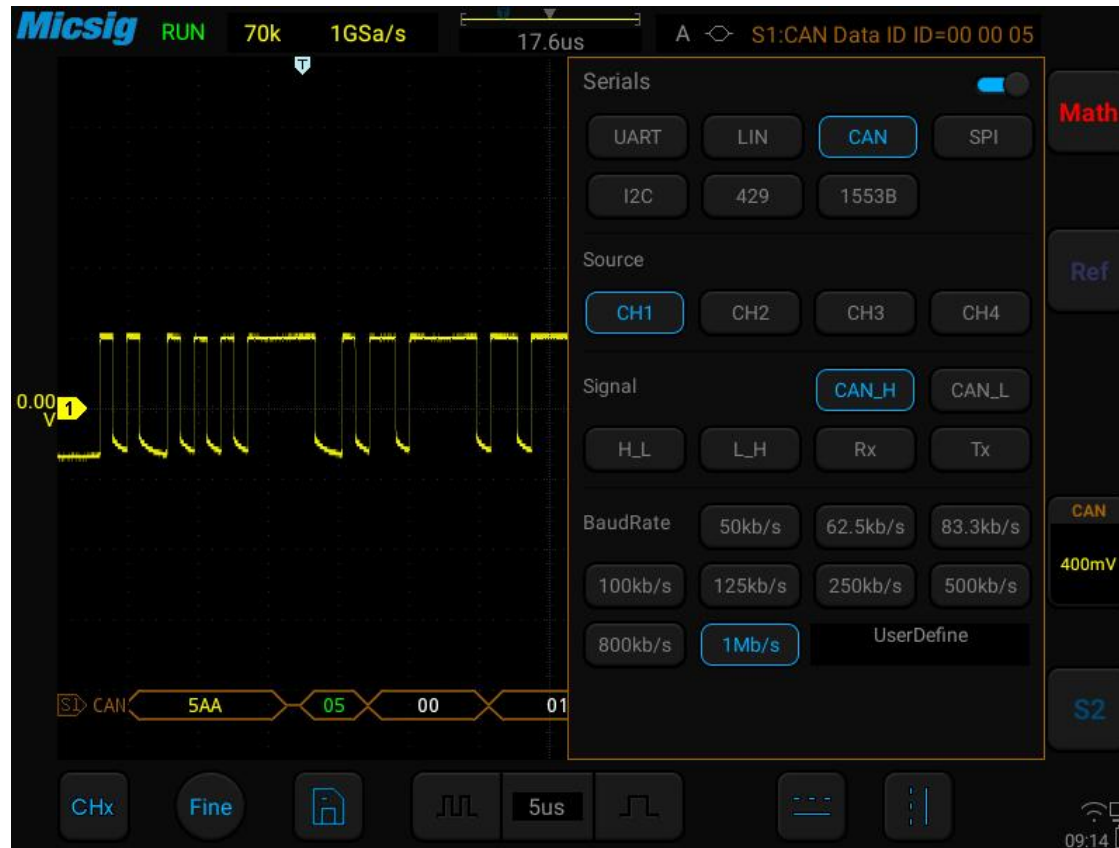 Micsig RUN 70k 1GSa/s 17.6us A S1:CAN Data ID ID=00 00 05
T
Serials
UART LIN CAN SPI
I2C 429 1553B
Math
Source
CH1 CH2 CH3 CH4
Ref
Signal CAN_H CAN_L
H_L L_H Rx Tx
0.00
V
1
BaudRate 50kb/s 62.5kb/s 83.3kb/s
100kb/s 125kb/s 250kb/s 500kb/s
800kb/s 1Mb/s UserDefine
CAN
400mV
S1 CAN 5AA 05 00 01
S2
CHx Fine 5us
09:14